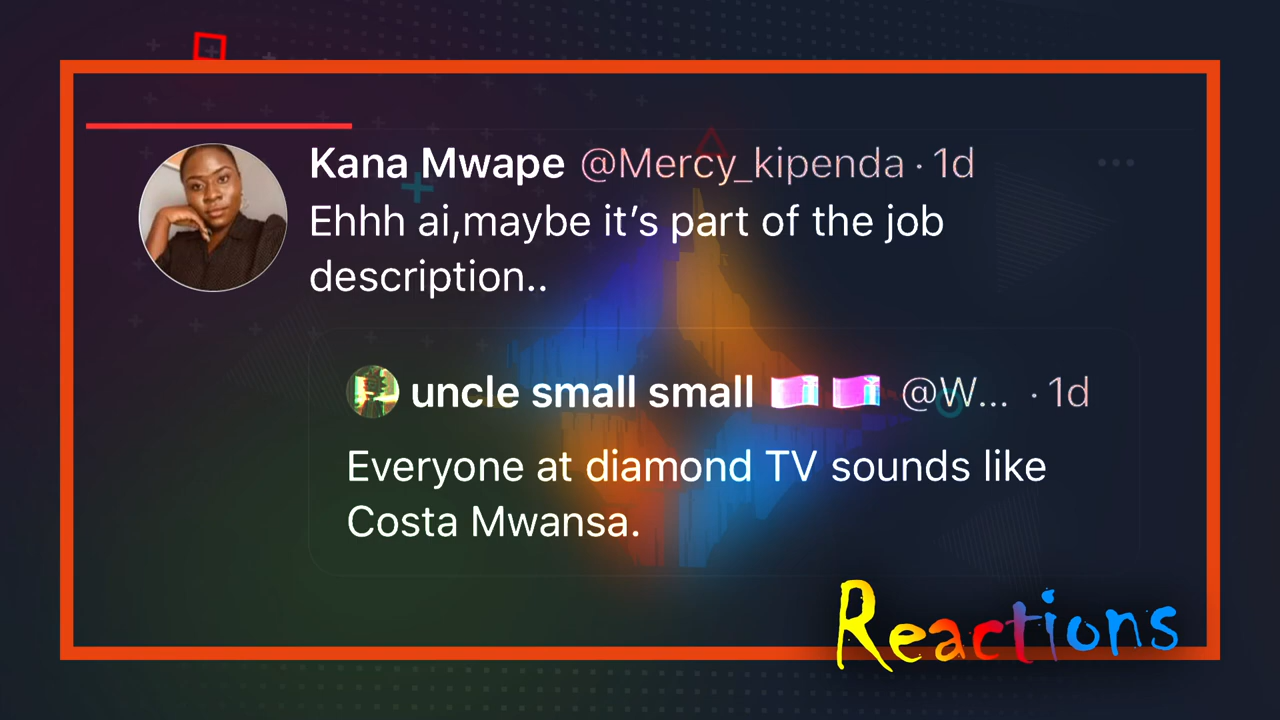 Kana Mwape @Mercy_kipenda · 1d
Ehhh ai,maybe it’s part of the job
description..
uncle small small @W... · 1d
Everyone at diamond TV sounds like
Costa Mwansa.
Reactions